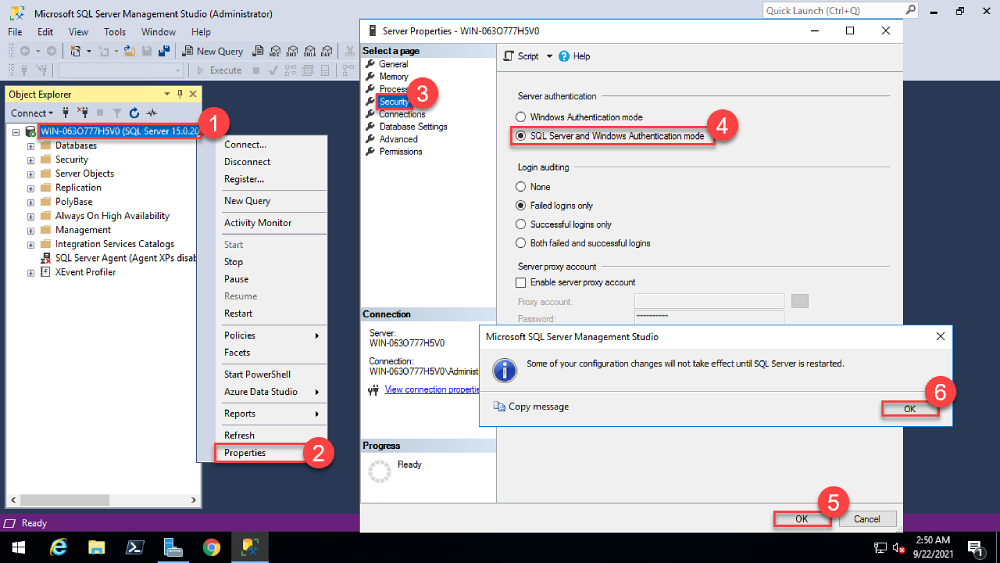 Microsoft SQL Server Management Studio (Administrator)
Quick Launch (Ctrl+Q)
File Edit View Tools Window Help
New Query
Execute
Object Explorer
Connect
WIN-063O777H5V0 (SQL Server 15.0.20
1
Databases
Security
Server Objects
Replication
PolyBase
Always On High Availability
Management
Integration Services Catalogs
SQL Server Agent (Agent XPs disab
XEvent Profiler
Connect...
Disconnect
Register...
New Query
Activity Monitor
Start
Stop
Pause
Resume
Restart
Policies
Facets
Start PowerShell
Azure Data Studio
Reports
Refresh
Properties
2
Server Properties - WIN-063O777H5V0
Select a page
General
Memory
Process
Security
3
Connections
Database Settings
Advanced
Permissions
Script Help
Server authentication
Windows Authentication mode
SQL Server and Windows Authentication mode
4
Login auditing
None
Failed logins only
Successful logins only
Both failed and successful logins
Server proxy account
Enable server proxy account
Proxy account:
...
Password:
**********
Connection
Server:
WIN-063O777H5V0
Connection:
WIN-063O777H5V0\Administ
View connection propertie
Progress
Ready
Microsoft SQL Server Management Studio
Some of your configuration changes will not take effect until SQL Server is restarted.
Copy message
OK
6
5
OK
Cancel
Ready
2:50 AM
9/22/2021
1